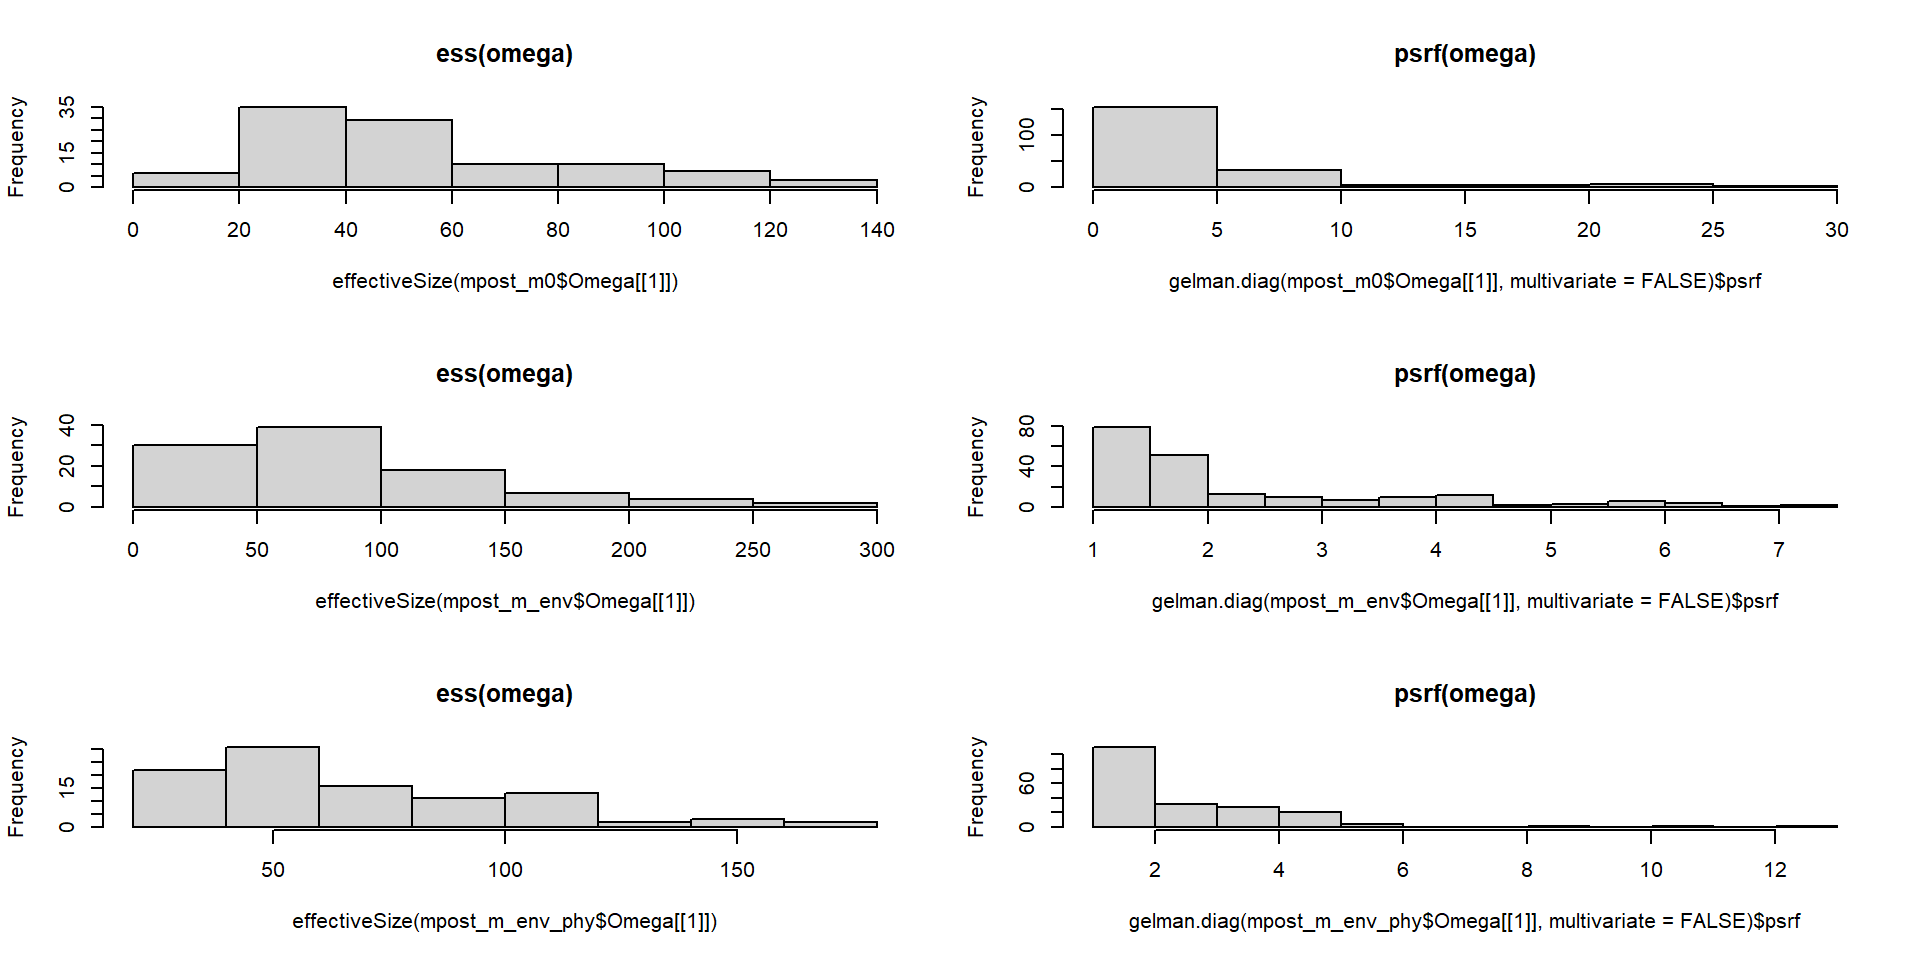 ess(omega)
Frequency
35
15
0
0 20 40 60 80 100 120 140
effectiveSize(mpost_m0$Omega[[1]])
psrf(omega)
Frequency
100
0
0 5 10 15 20 25 30
gelman.diag(mpost_m0$Omega[[1]], multivariate = FALSE)$psrf
ess(omega)
Frequency
40
20
0
0 50 100 150 200 250 300
effectiveSize(mpost_m_env$Omega[[1]])
psrf(omega)
Frequency
80
40
0
1 2 3 4 5 6 7
gelman.diag(mpost_m_env$Omega[[1]], multivariate = FALSE)$psrf
ess(omega)
Frequency
15
0
50 100 150
effectiveSize(mpost_m_env_phy$Omega[[1]])
psrf(omega)
Frequency
60
0
2 4 6 8 10 12
gelman.diag(mpost_m_env_phy$Omega[[1]], multivariate = FALSE)$psrf